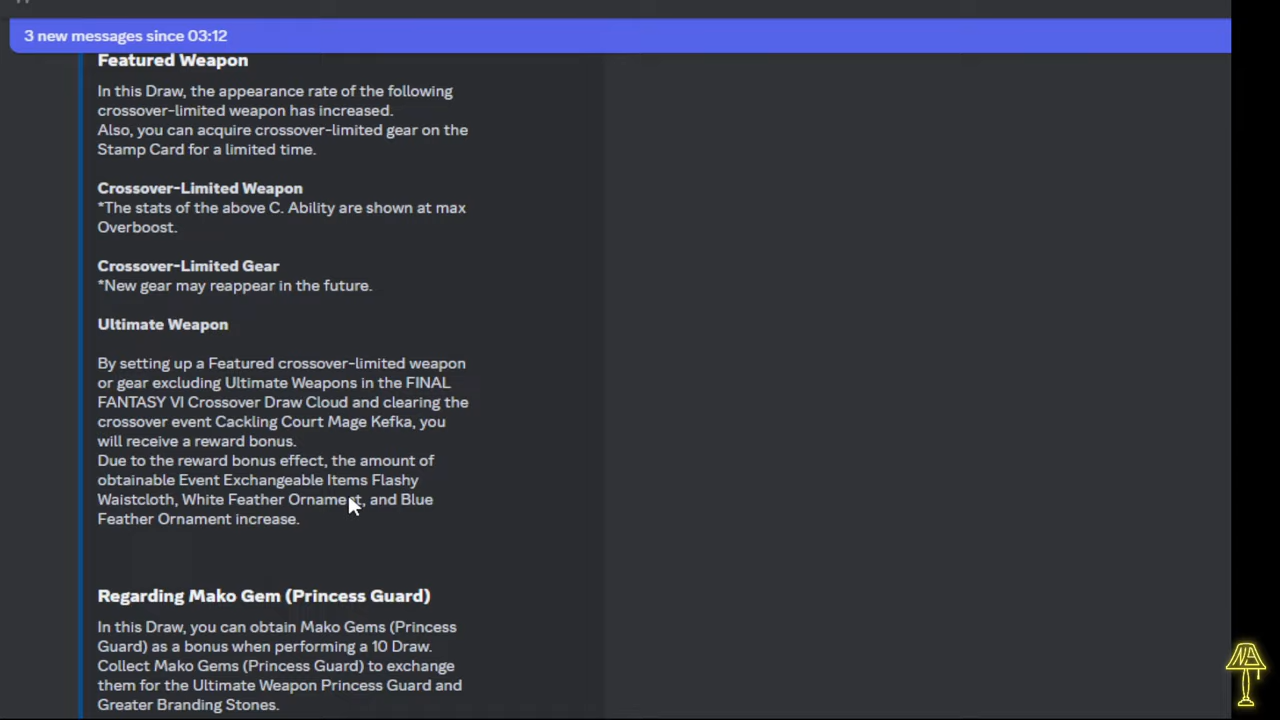 3 new messages since 03:12
Featured Weapon
In this Draw, the appearance rate of the following
crossover-limited weapon has increased.
Also, you can acquire crossover-limited gear on the
Stamp Card for a limited time.
Crossover-Limited Weapon
*The stats of the above C. Ability are shown at max
Overboost.
Crossover-Limited Gear
*New gear may reappear in the future.
Ultimate Weapon
By setting up a Featured crossover-limited weapon
or gear excluding Ultimate Weapons in the FINAL
FANTASY VI Crossover Draw Cloud and clearing the
crossover event Cackling Court Mage Kefka, you
will receive a reward bonus.
Due to the reward bonus effect, the amount of
obtainable Event Exchangeable Items Flashy
Waistcloth, White Feather Ornament, and Blue
Feather Ornament increase.
Regarding Mako Gem (Princess Guard)
In this Draw, you can obtain Mako Gems (Princess
Guard) as a bonus when performing a 10 Draw.
Collect Mako Gems (Princess Guard) to exchange
them for the Ultimate Weapon Princess Guard and
Greater Branding Stones.
NA